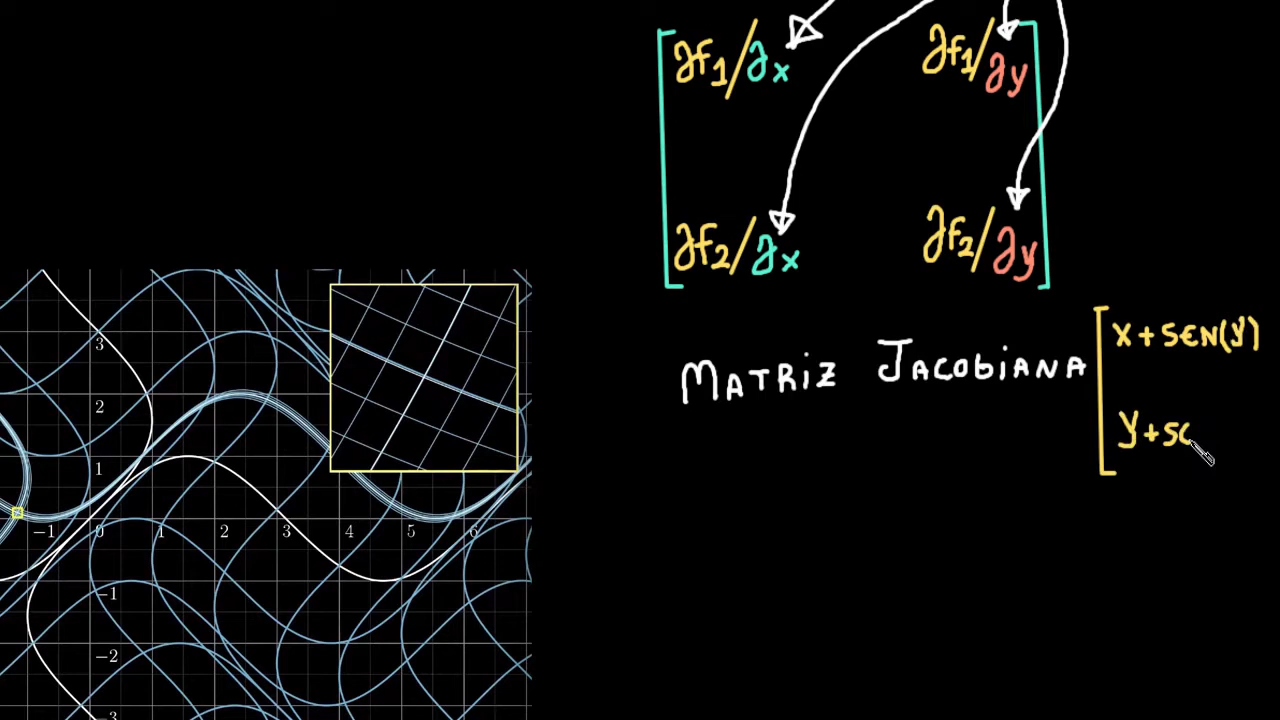 ∂f₁/∂x ∂f₁/∂y
∂f₂/∂x ∂f₂/∂y
MATRIZ JACOBIANA
x+SEN(y)
y+s
3
2
1
−1 0 1 2 3 4 5 6
−1
−2
−3